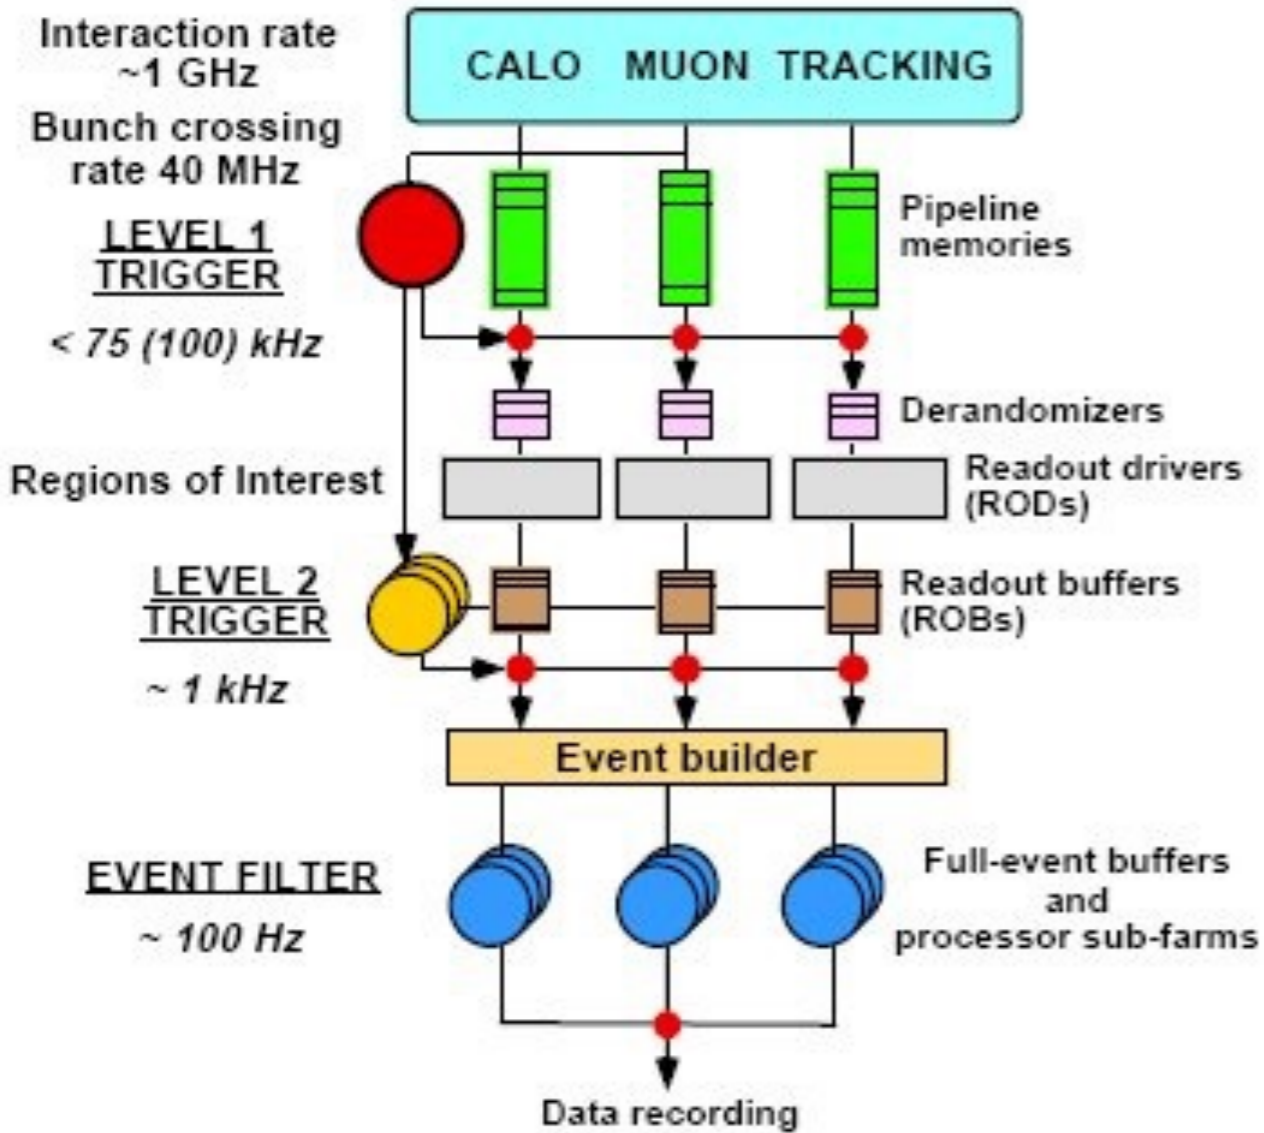 Interaction rate
~1 GHz
CALO MUON TRACKING
Bunch crossing
rate 40 MHz
LEVEL 1
TRIGGER
Pipeline
memories
< 75 (100) kHz
Derandomizers
Regions of Interest
Readout drivers
(RODs)
LEVEL 2
TRIGGER
Readout buffers
(ROBs)
~ 1 kHz
Event builder
EVENT FILTER
~ 100 Hz
Full-event buffers
and
processor sub-farms
Data recording